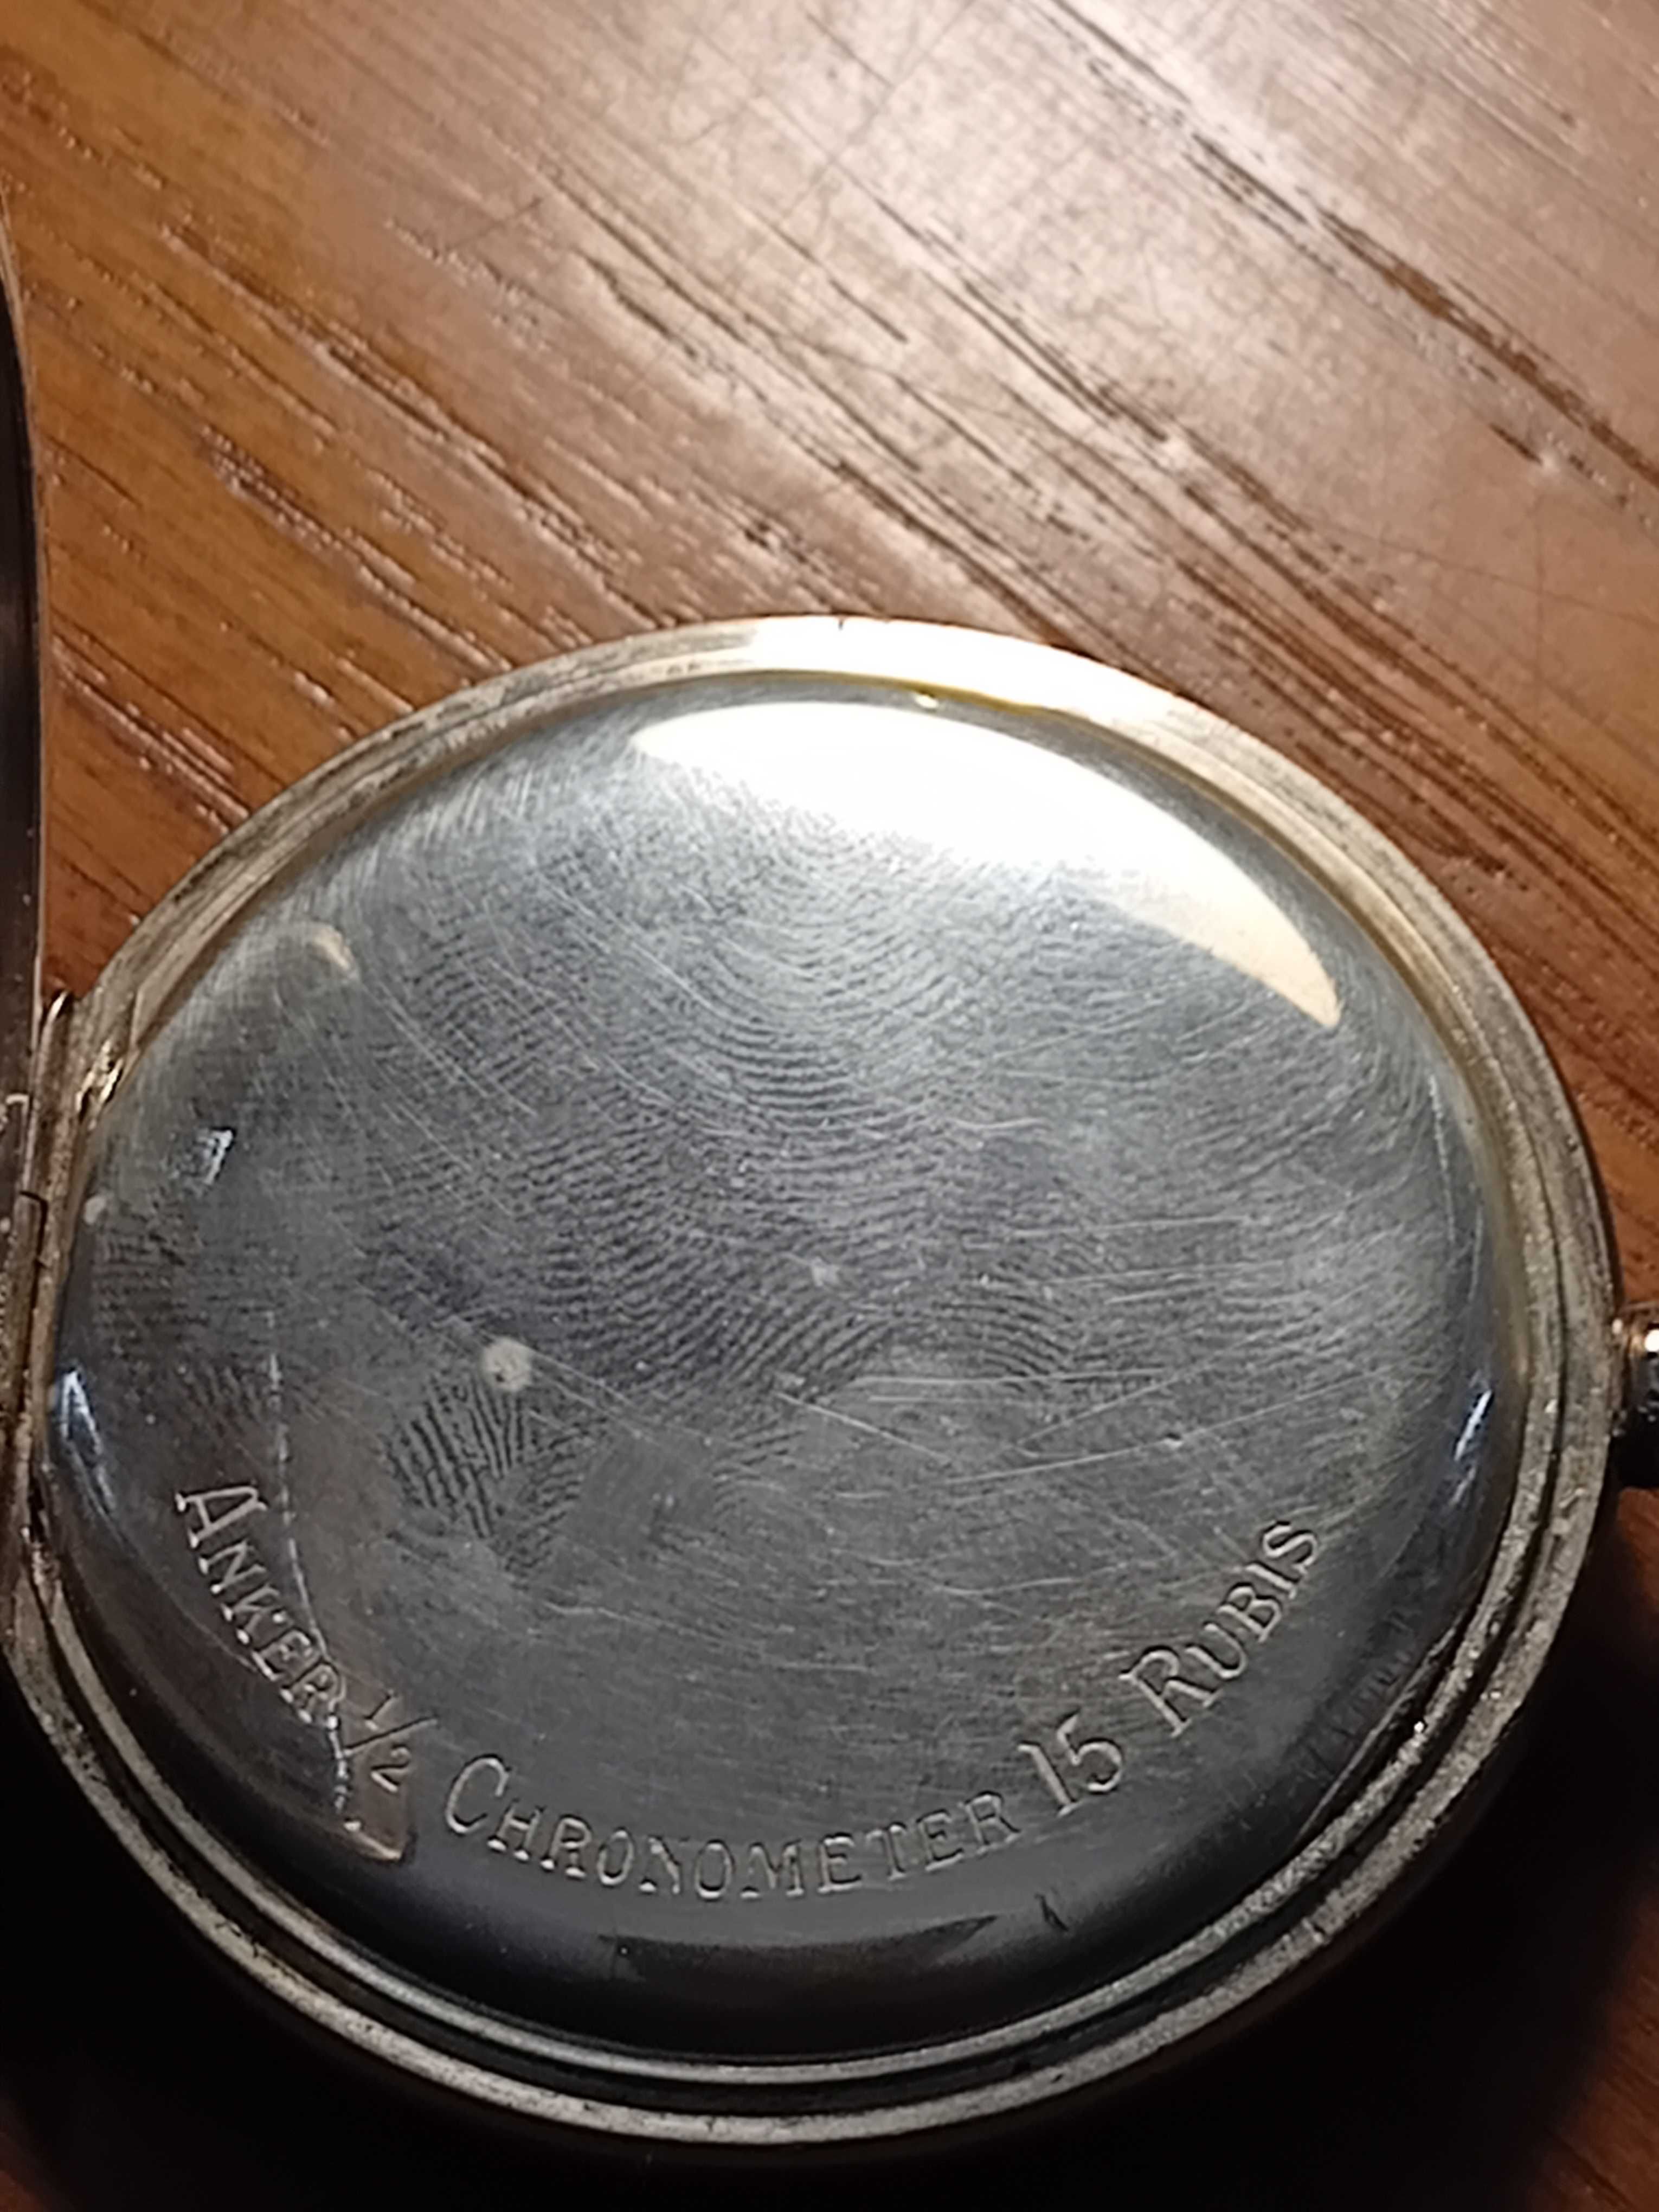 ANKER 1/2 CHRONOMETER 15 RUBIS